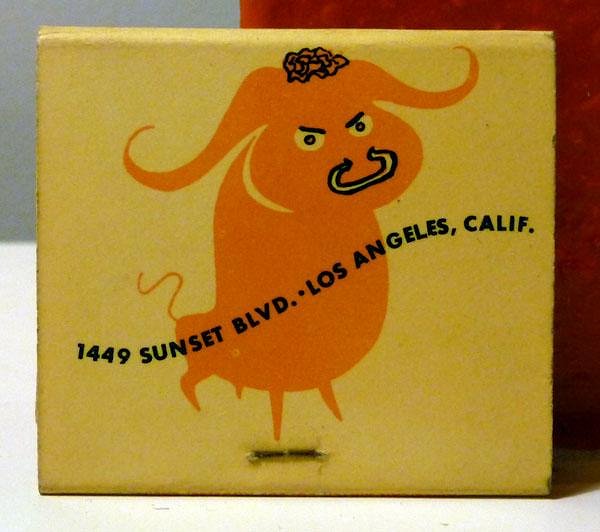 1449 SUNSET BLVD. • LOS ANGELES, CALIF.